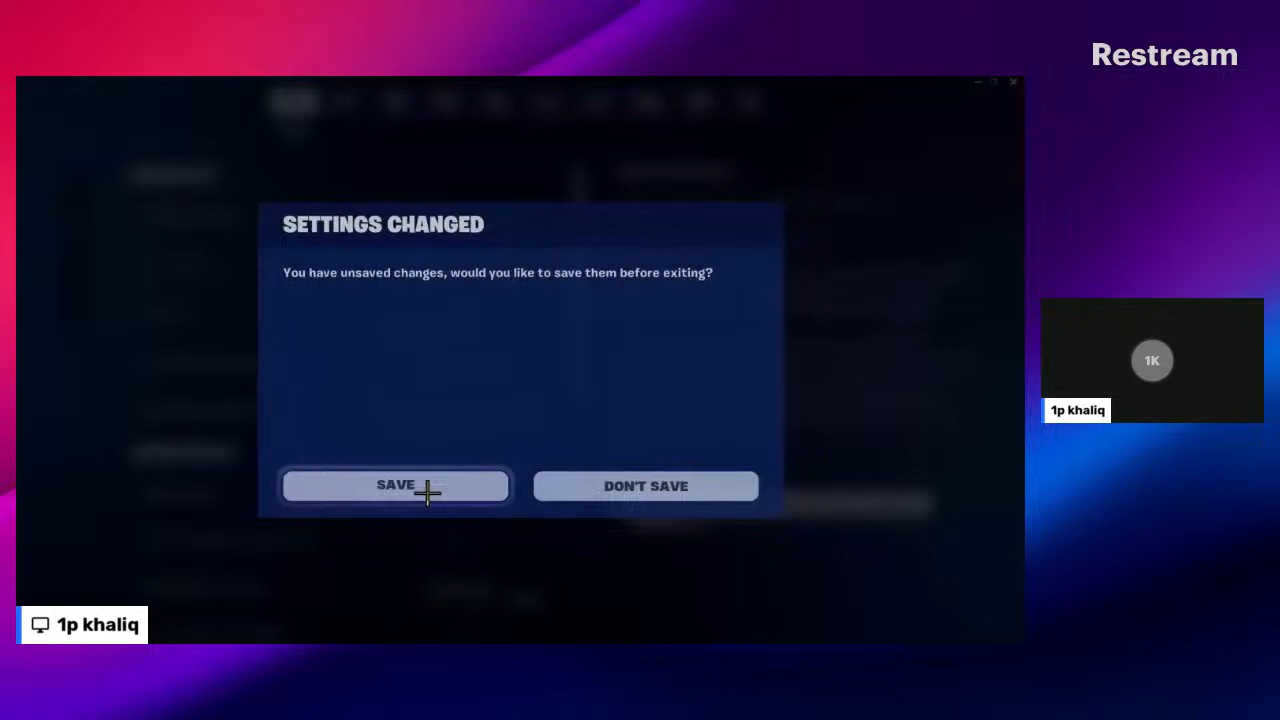 Restream
SETTINGS CHANGED
You have unsaved changes, would you like to save them before exiting?
SAVE
DON'T SAVE
1K
1p khaliq
1p khaliq